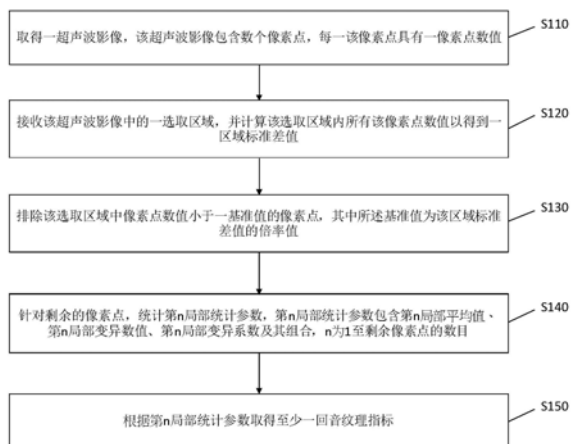 取得一超声波影像，该超声波影像包含数个像素点，每一该像素点具有一像素点数值
S110
接收该超声波影像中的一选取区域，并计算该选取区域内所有该像素点数值以得到一
区域标准差值
S120
排除该选取区域中像素点数值小于一基准值的像素点，其中所述基准值为该区域标准
差值的倍率值
S130
针对剩余的像素点，统计第n局部统计参数，第n局部统计参数包含第n局部平均值、
第n局部变异数值、第n局部变异系数及其组合，n为1至剩余像素点的数目
S140
根据第n局部统计参数取得至少一回音纹理指标
S150